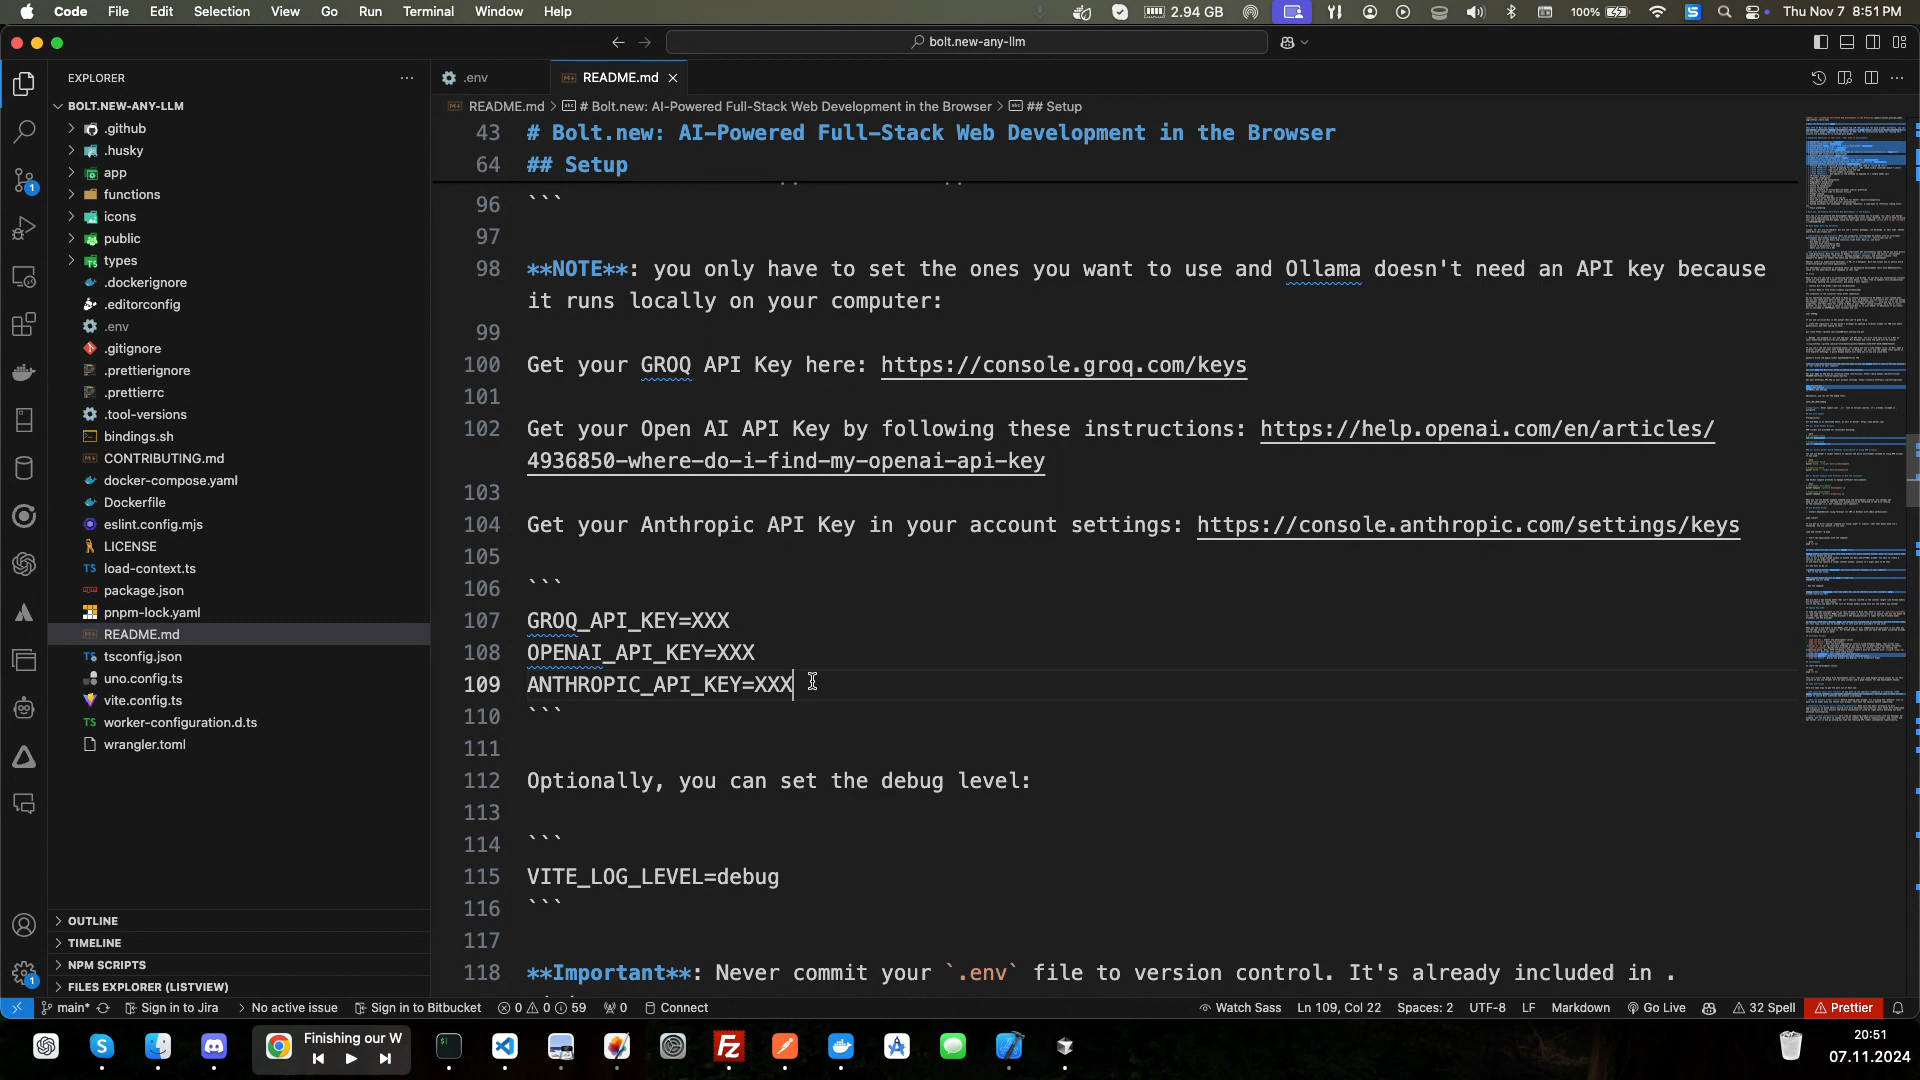 Code File Edit Selection View Go Run Terminal Window Help
2.94 GB 100% Thu Nov 7 8:51 PM
bolt.new-any-llm
EXPLORER
BOLT.NEW-ANY-LLM
.github
.husky
app
functions
icons
public
types
.dockerignore
.editorconfig
.env
.gitignore
.prettierignore
.prettierrc
.tool-versions
bindings.sh
CONTRIBUTING.md
docker-compose.yaml
Dockerfile
eslint.config.mjs
LICENSE
TS load-context.ts
package.json
pnpm-lock.yaml
README.md
tsconfig.json
uno.config.ts
vite.config.ts
TS worker-configuration.d.ts
wrangler.toml
OUTLINE
TIMELINE
NPM SCRIPTS
FILES EXPLORER (LISTVIEW)
.env README.md
README.md > # Bolt.new: AI-Powered Full-Stack Web Development in the Browser > ## Setup
43 # Bolt.new: AI-Powered Full-Stack Web Development in the Browser
64 ## Setup
96 ```
97
98 **NOTE**: you only have to set the ones you want to use and Ollama doesn't need an API key because
it runs locally on your computer:
99
100 Get your GROQ API Key here: https://console.groq.com/keys
101
102 Get your Open AI API Key by following these instructions: https://help.openai.com/en/articles/
4936850-where-do-i-find-my-openai-api-key
103
104 Get your Anthropic API Key in your account settings: https://console.anthropic.com/settings/keys
105
106 ```
107 GROQ_API_KEY=XXX
108 OPENAI_API_KEY=XXX
109 ANTHROPIC_API_KEY=XXX
110 ```
111
112 Optionally, you can set the debug level:
113
114 ```
115 VITE_LOG_LEVEL=debug
116 ```
117
118 **Important**: Never commit your `.env` file to version control. It's already included in .
main* Sign in to Jira No active issue Sign in to Bitbucket 0 0 59 0 Connect Watch Sass Ln 109, Col 22 Spaces: 2 UTF-8 LF Markdown Go Live 32 Spell Prettier
Finishing our W
20:51
07.11.2024